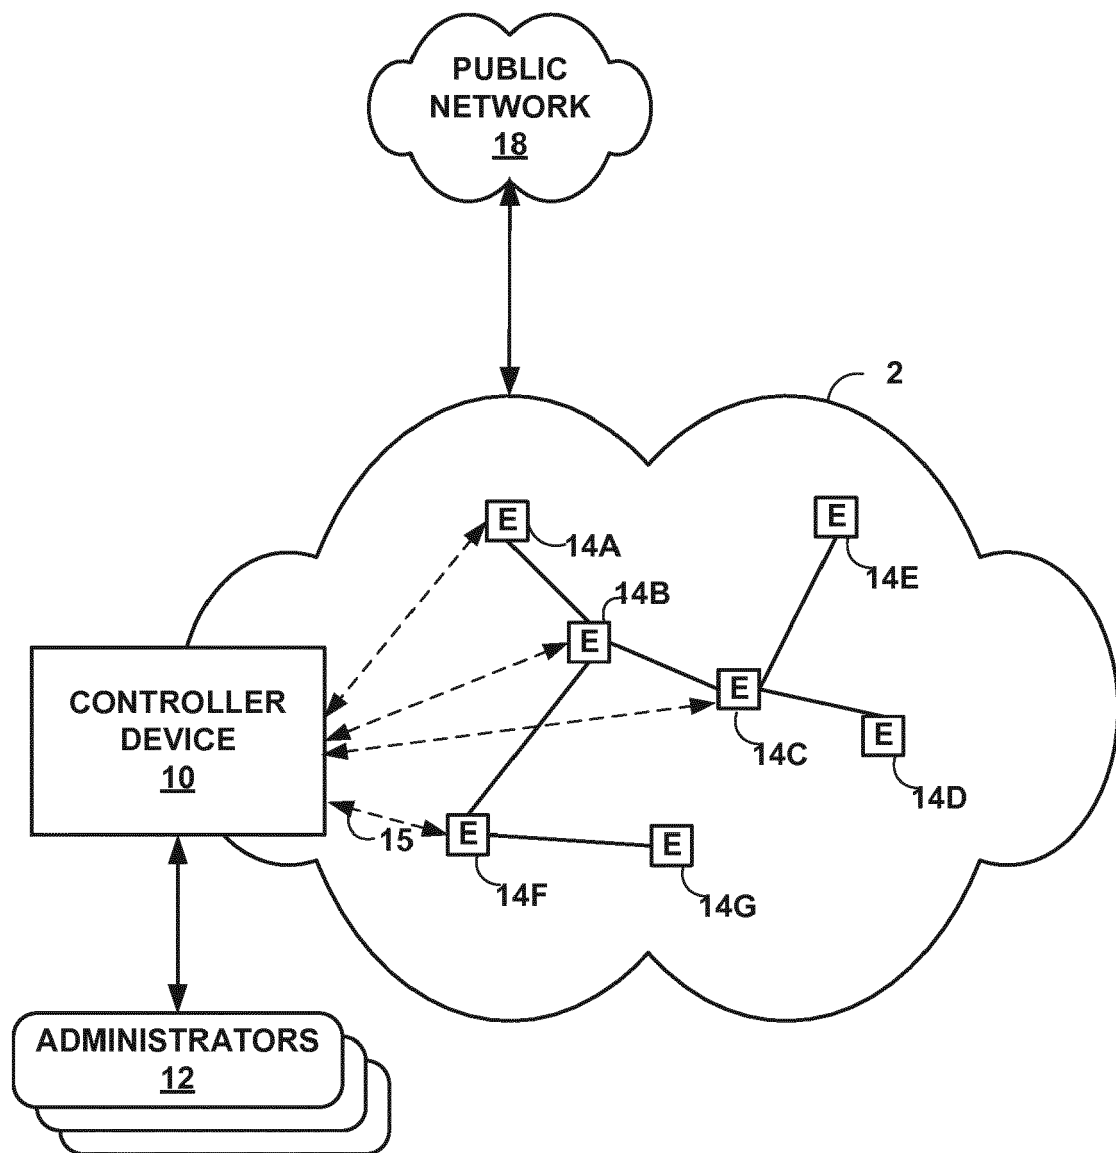 PUBLIC
NETWORK
18
2
E
14A
E
14E
14B
E
E
14C
E
14D
CONTROLLER
DEVICE
10
15
E
14F
E
14G
ADMINISTRATORS
12